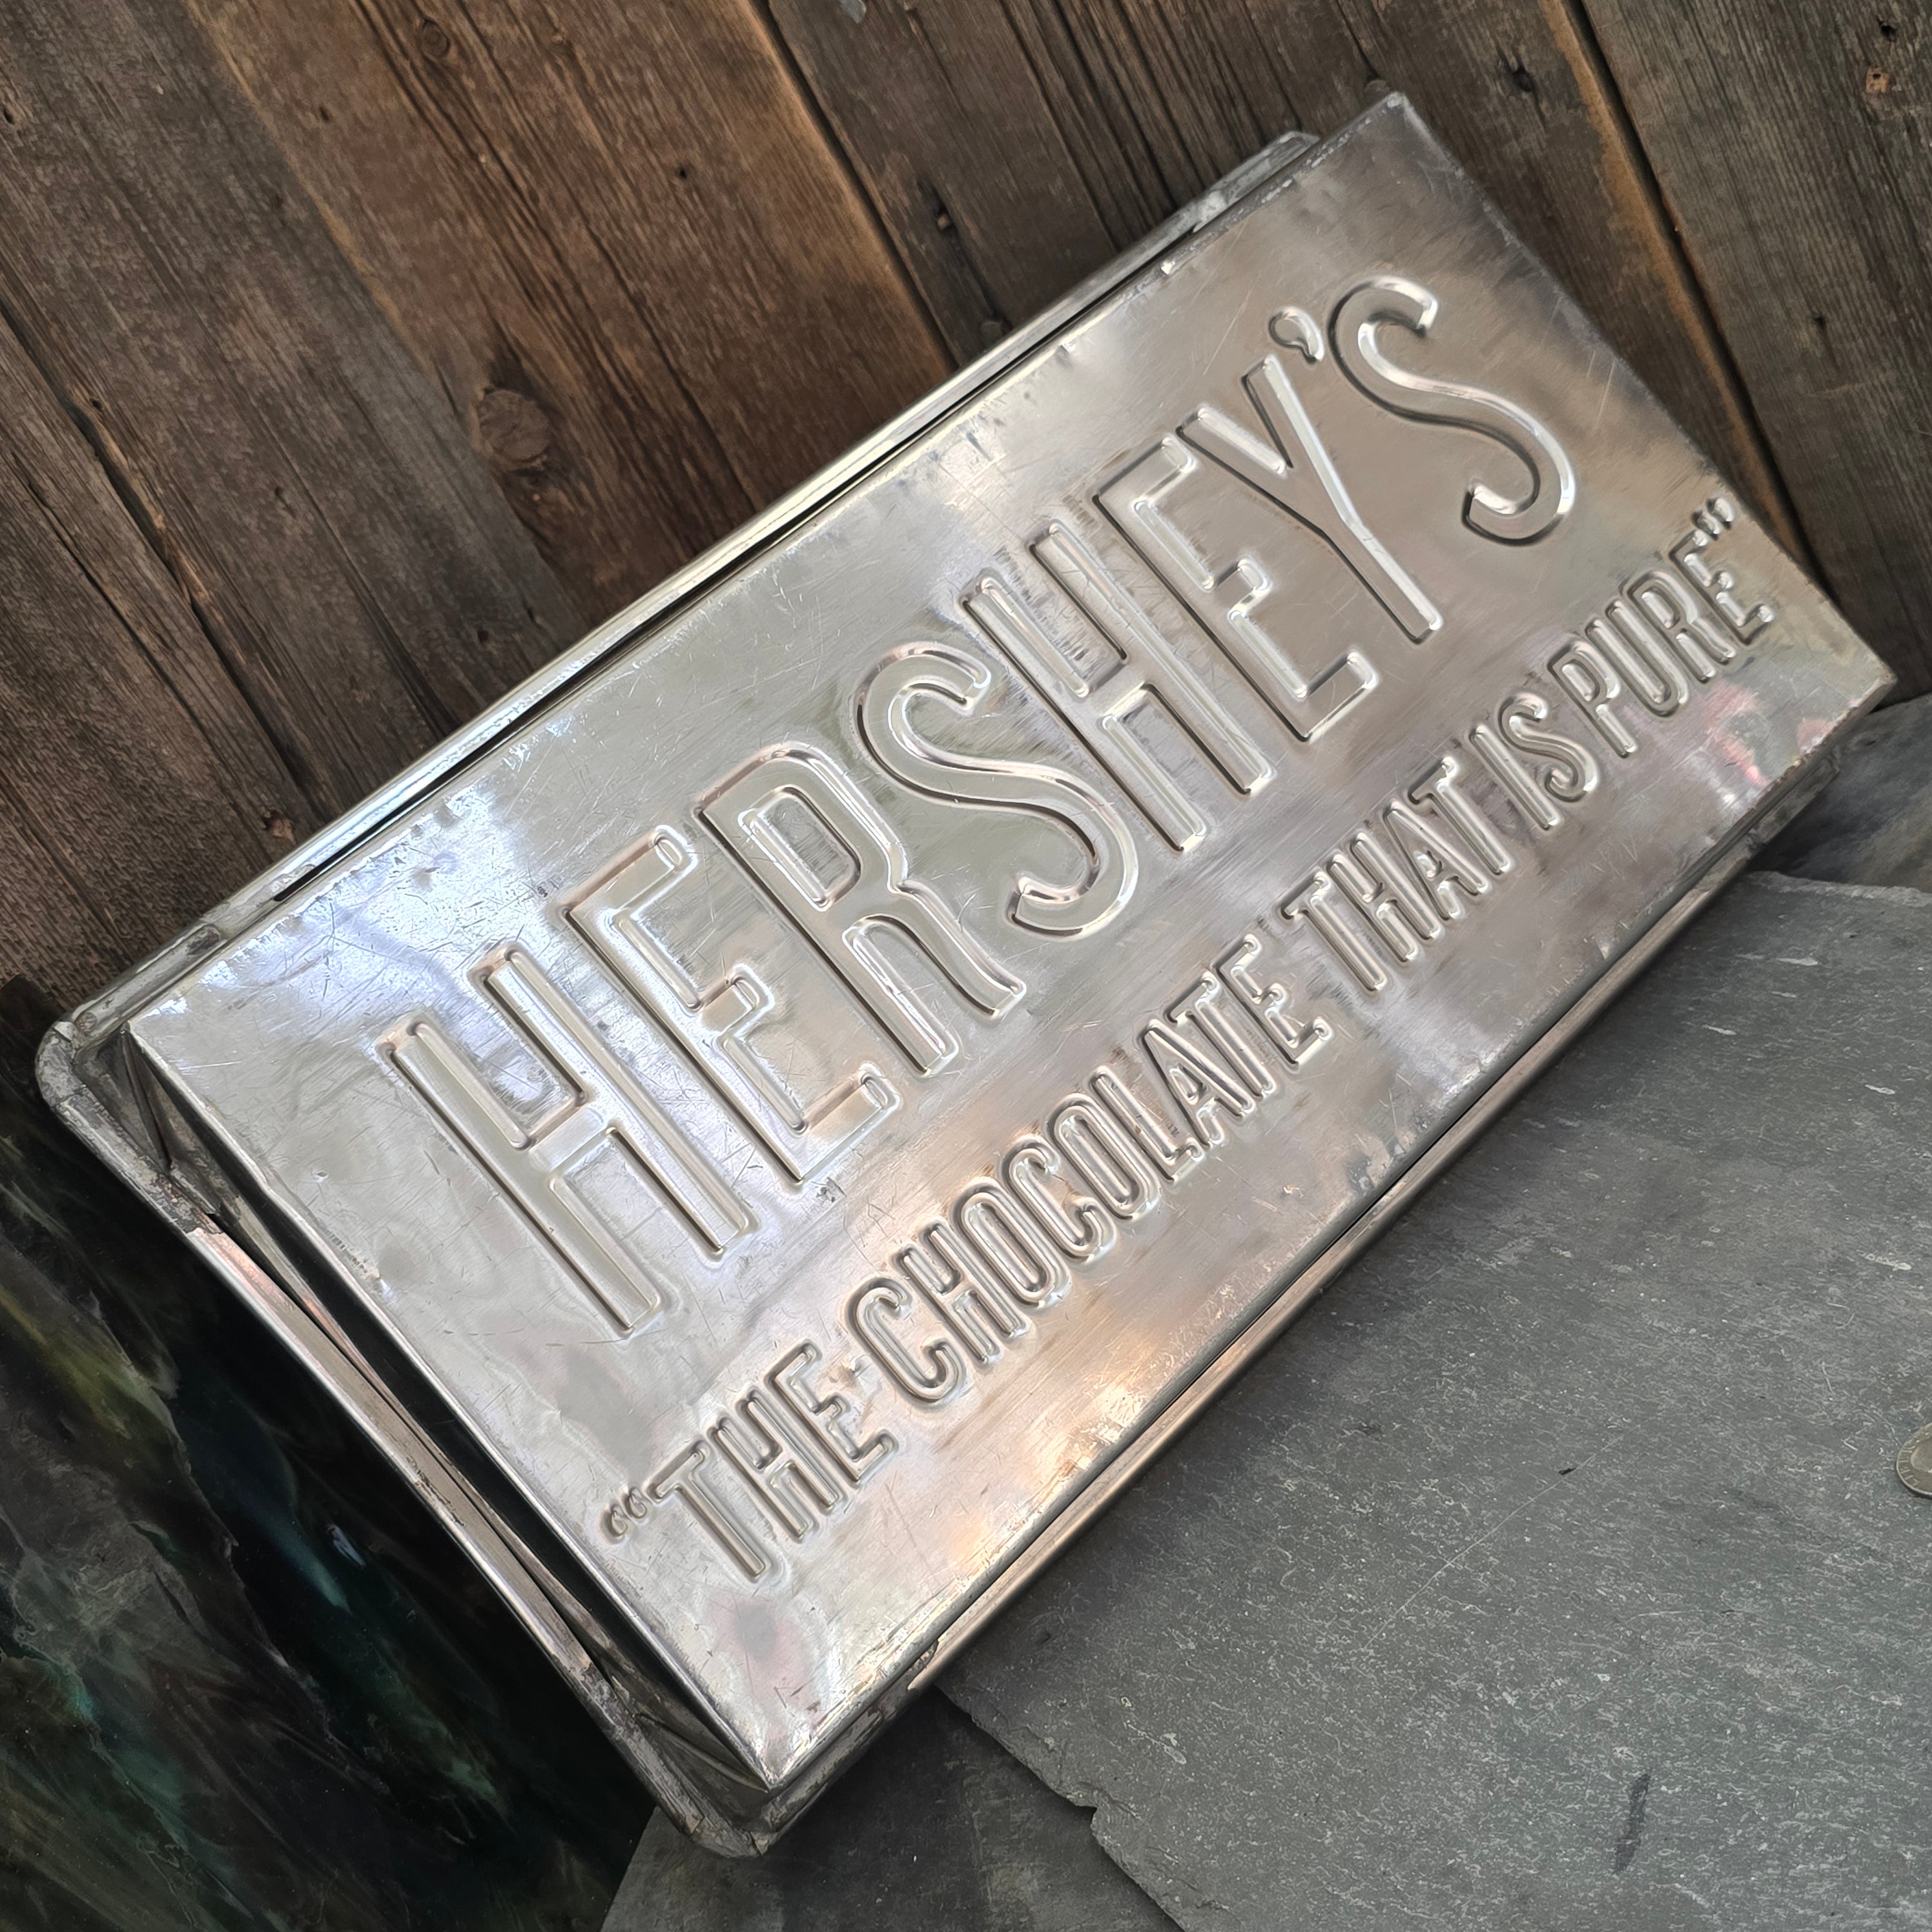 HERSHEY'S
“THE CHOCOLATE THAT IS PURE”